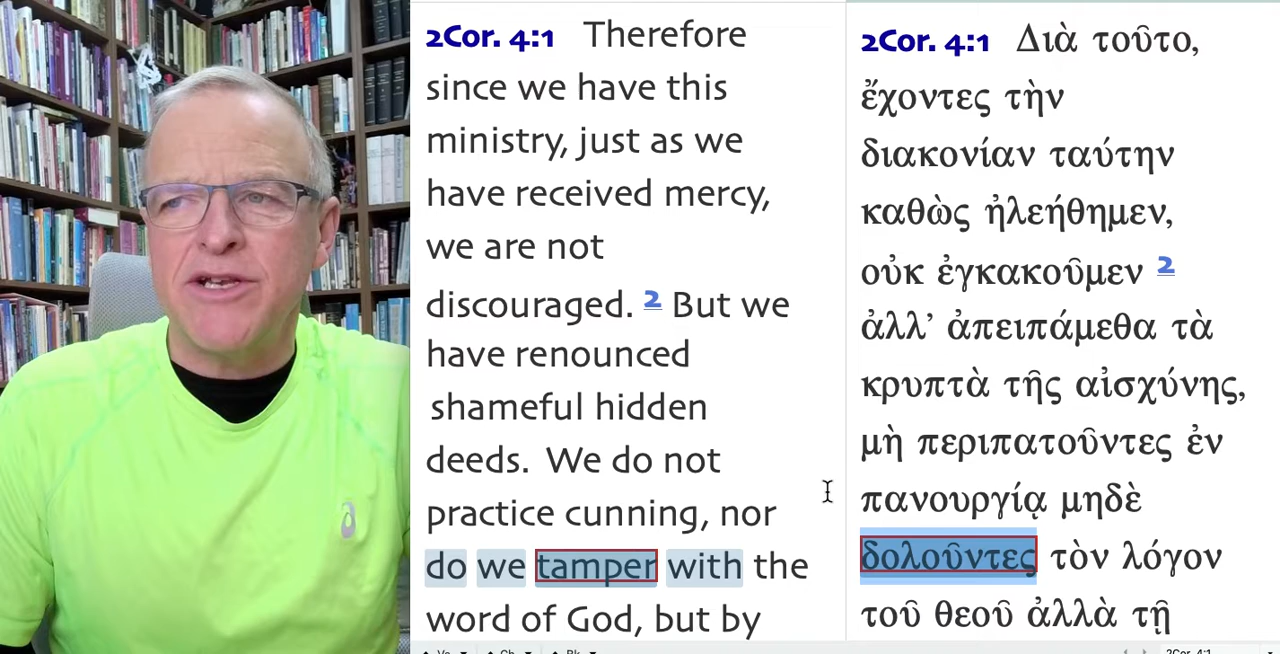 2Cor. 4:1 Therefore
since we have this
ministry, just as we
have received mercy,
we are not
discouraged. 2 But we
have renounced
shameful hidden
deeds. We do not
practice cunning, nor
do we tamper with the
word of God, but by
2Cor. 4:1 Διὰ τοῦτο,
ἔχοντες τὴν
διακονίαν ταύτην
καθὼς ἠλεήθημεν,
οὐκ ἐγκακοῦμεν 2
ἀλλ’ ἀπειπάμεθα τὰ
κρυπτὰ τῆς αἰσχύνης,
μὴ περιπατοῦντες ἐν
πανουργίᾳ μηδὲ
δολοῦντες τὸν λόγον
τοῦ θεοῦ ἀλλὰ τῇ
2Cor. 4:1